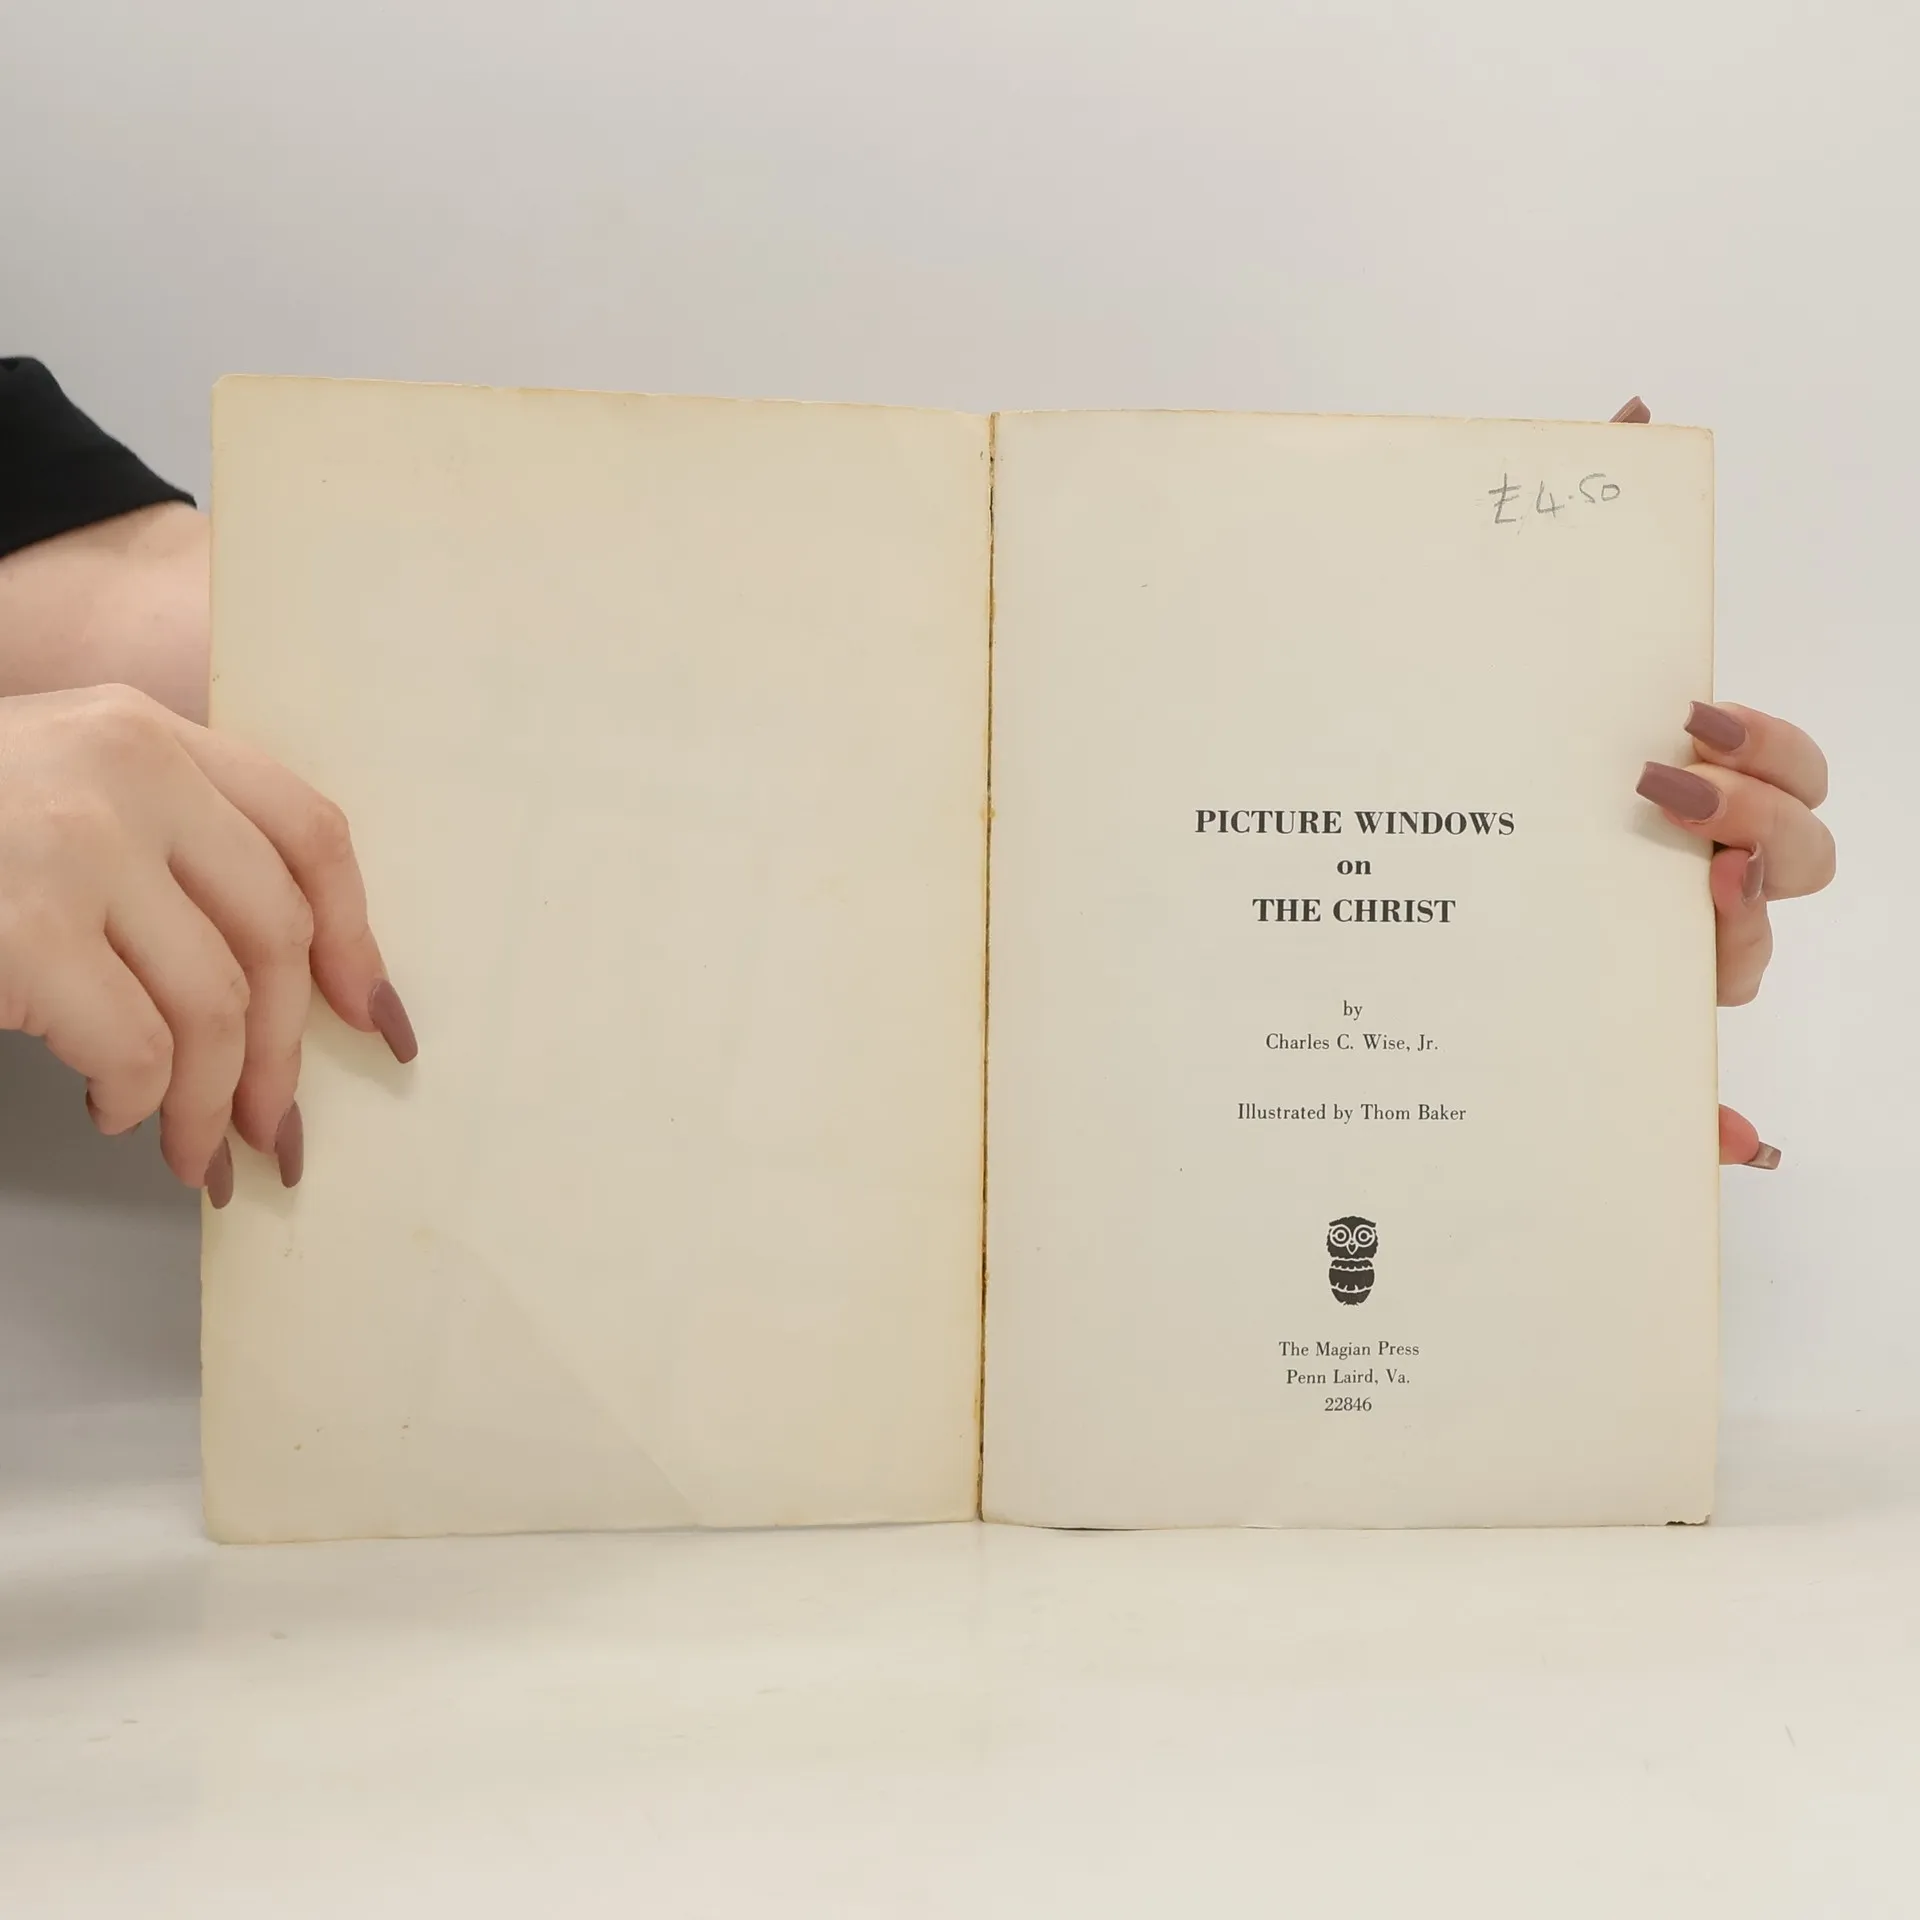 £4.50
PICTURE WINDOWS
on
THE CHRIST
by
Charles C. Wise, Jr.
Illustrated by Thom Baker
The Magian Press
Penn Laird, Va.
22846